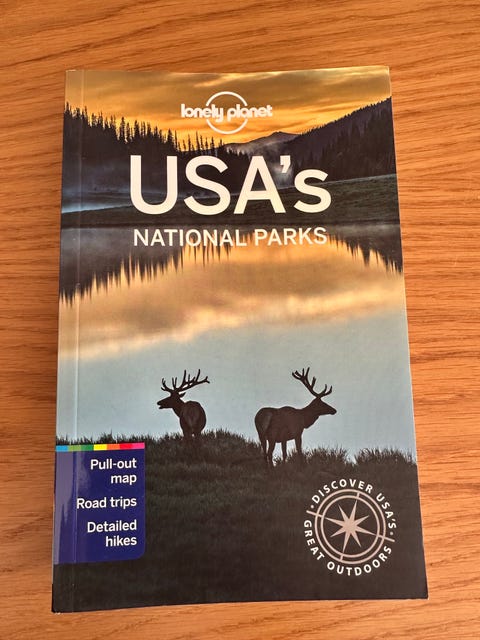 lonely planet
USA's
NATIONAL PARKS
Pull-out
map
Road trips
Detailed
hikes
• DISCOVER USA'S •
GREAT OUTDOORS